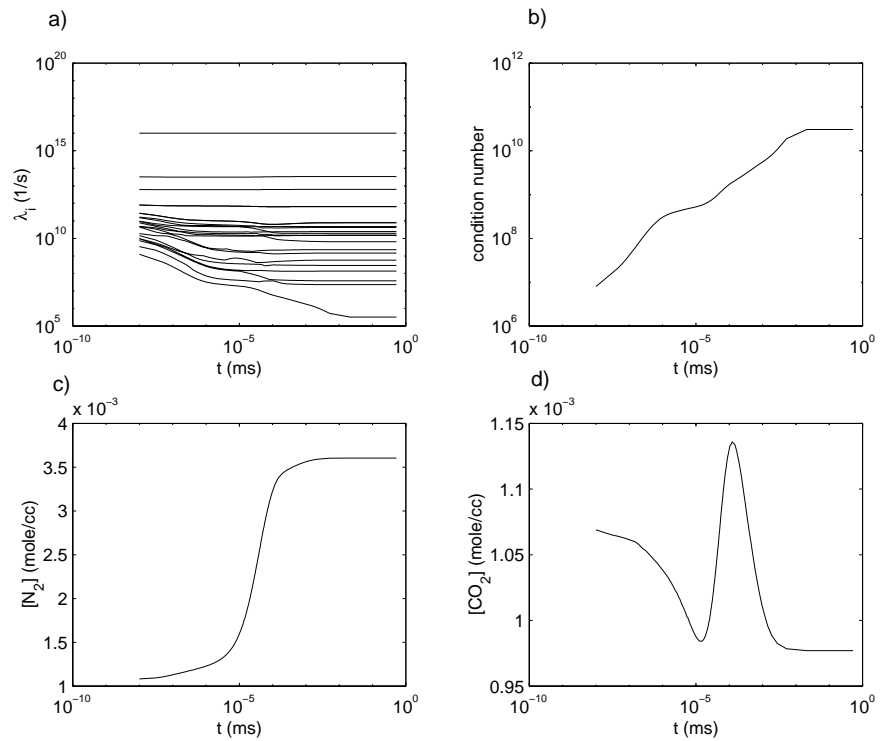 a)
10^20
10^15
10^10
10^5
λ_i (1/s)
10^-10
10^-5
10^0
t (ms)
b)
10^12
10^10
10^8
10^6
condition number
10^-10
10^-5
10^0
t (ms)
c)
x 10^-3
4
3.5
3
2.5
2
1.5
1
[N_2] (mole/cc)
10^-10
10^-5
10^0
t (ms)
d)
x 10^-3
1.15
1.1
1.05
1
0.95
[CO_2] (mole/cc)
10^-10
10^-5
10^0
t (ms)